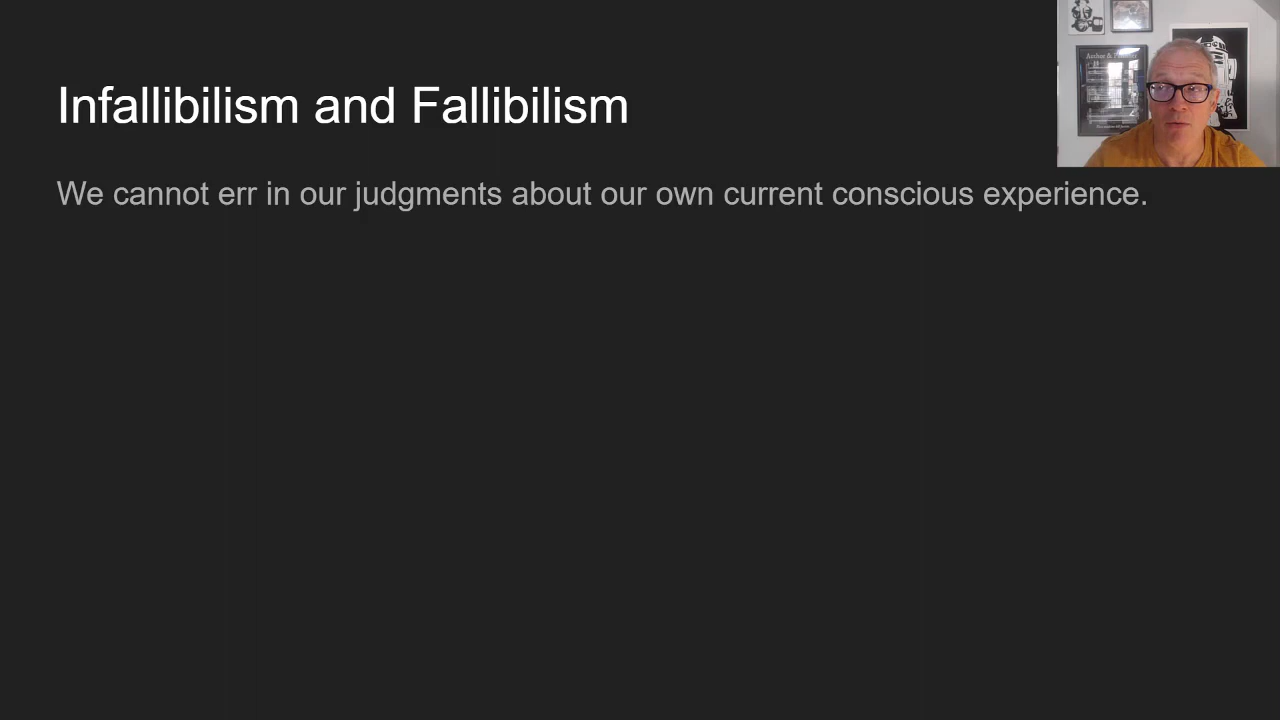 Infallibilism and Fallibilism
We cannot err in our judgments about our own current conscious experience.